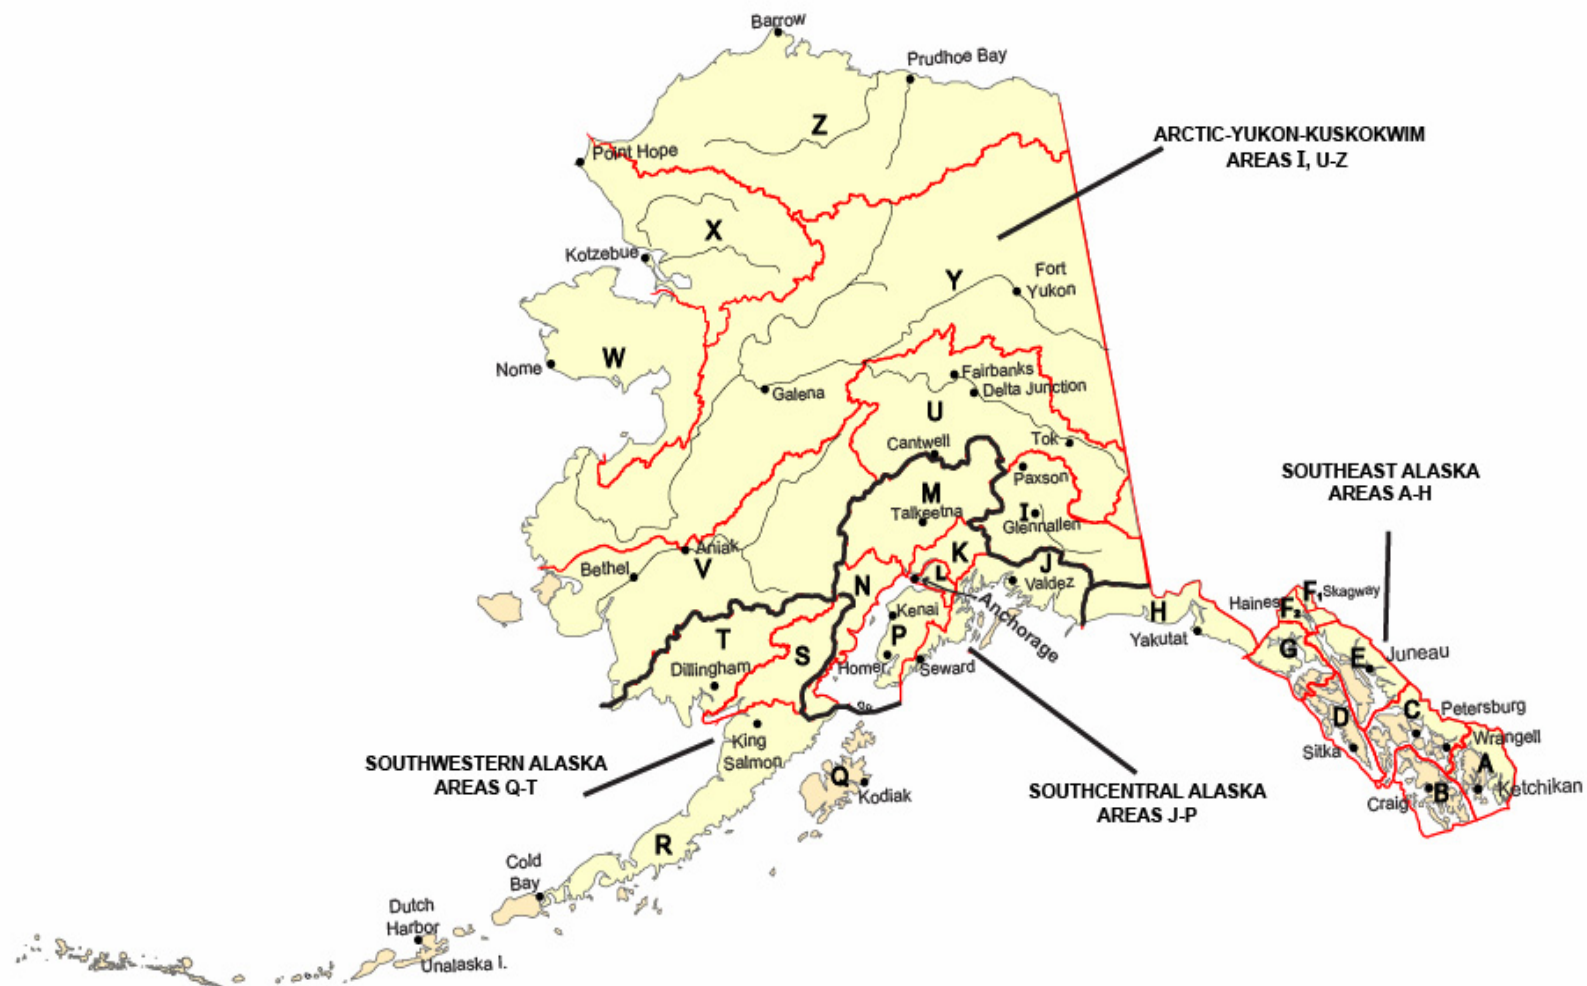 Barrow
Prudhoe Bay
Z
ARCTIC-YUKON-KUSKOKWIM
AREAS I, U-Z
Point Hope
X
Kotzebue
Y
Fort
Yukon
W
Nome
Galena
Fairbanks
Delta Junction
U
Cantwell
Tok
SOUTHEAST ALASKA
AREAS A-H
Paxson
M
Talkeetna
I
Glennallen
Aniak
K
Bethel
V
N
L
J
Valdez
Anchorage
H
Haines
F1
Skagway
F2
Yakutat
Kenai
P
T
S
Dillingham
Homer
Seward
G
E
Juneau
D
C
Petersburg
Sitka
Wrangell
King
Salmon
SOUTHWESTERN ALASKA
AREAS Q-T
Q
Kodiak
SOUTHCENTRAL ALASKA
AREAS J-P
A
B
Craig
Ketchikan
R
Cold
Bay
Dutch
Harbor
Unalaska I.